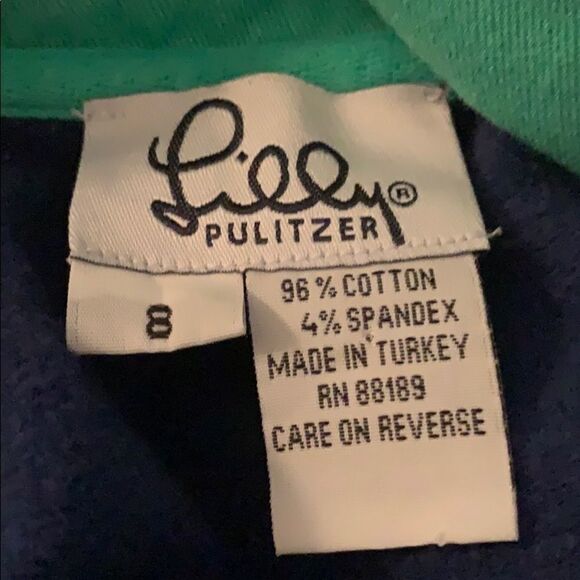 Lilly®
PULITZER
8
96% COTTON
4% SPANDEX
MADE IN TURKEY
RN 88189
CARE ON REVERSE